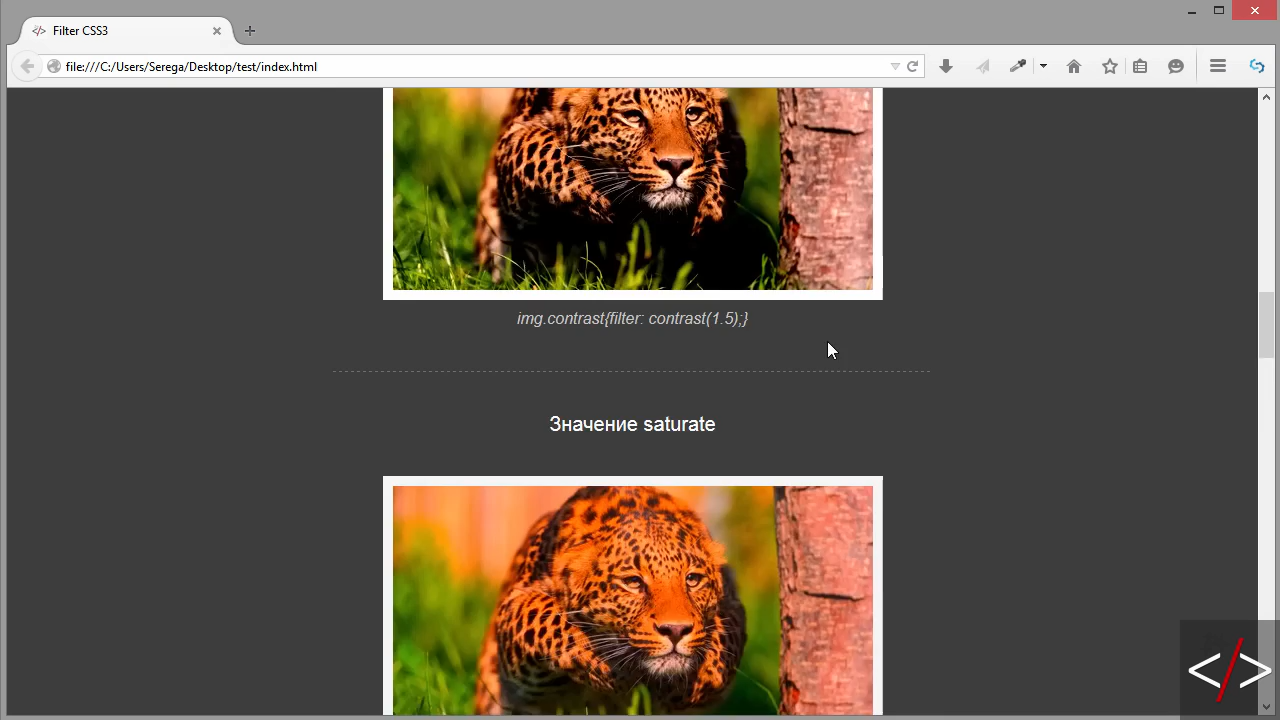 Filter CSS3
file:///C:/Users/Serega/Desktop/test/index.html
img.contrast{filter: contrast(1.5);}
Значение saturate